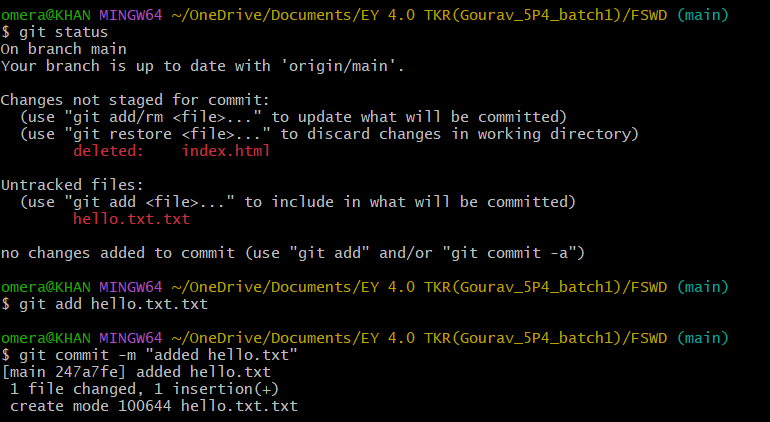 omera@KHAN MINGW64 ~/OneDrive/Documents/EY 4.0 TKR(Gourav_5P4_batch1)/FSWD (main)
$ git status
On branch main
Your branch is up to date with 'origin/main'.
Changes not staged for commit:
(use "git add/rm <file>..." to update what will be committed)
(use "git restore <file>..." to discard changes in working directory)
deleted:    index.html
Untracked files:
(use "git add <file>..." to include in what will be committed)
hello.txt.txt
no changes added to commit (use "git add" and/or "git commit -a")
omera@KHAN MINGW64 ~/OneDrive/Documents/EY 4.0 TKR(Gourav_5P4_batch1)/FSWD (main)
$ git add hello.txt.txt
omera@KHAN MINGW64 ~/OneDrive/Documents/EY 4.0 TKR(Gourav_5P4_batch1)/FSWD (main)
$ git commit -m "added hello.txt"
[main 247a7fe] added hello.txt
1 file changed, 1 insertion(+)
create mode 100644 hello.txt.txt